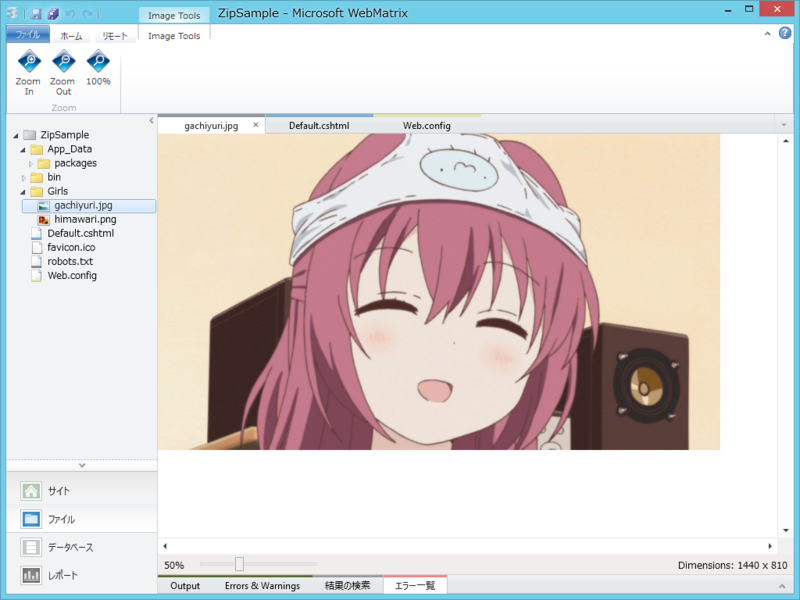 Image Tools
ZipSample - Microsoft WebMatrix
ファイル
ホーム
リモート
Image Tools
Zoom In
Zoom Out
100%
Zoom
ZipSample
App_Data
packages
bin
Girls
gachiyuri.jpg
himawari.png
Default.cshtml
favicon.ico
robots.txt
Web.config
サイト
ファイル
データベース
レポート
gachiyuri.jpg
Default.cshtml
Web.config
50%
Dimensions: 1440 x 810
Output
Errors & Warnings
結果の検索
エラー一覧